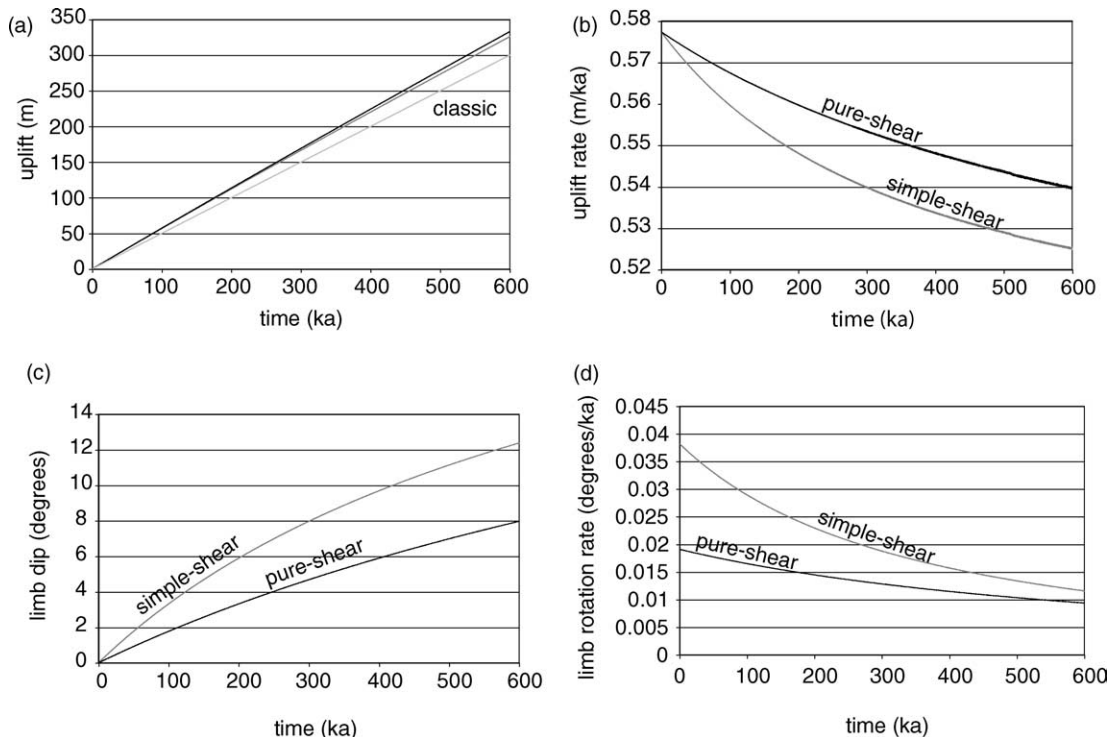 (a)
350
300
250
200
150
100
50
0
uplift (m)
classic
0 100 200 300 400 500 600
time (ka)
(b)
0.58
0.57
0.56
0.55
0.54
0.53
0.52
uplift rate (m/ka)
pure-shear
simple-shear
0 100 200 300 400 500 600
time (ka)
(c)
14
12
10
8
6
4
2
0
limb dip (degrees)
simple-shear
pure-shear
0 100 200 300 400 500 600
time (ka)
(d)
0.045
0.04
0.035
0.03
0.025
0.02
0.015
0.01
0.005
0
limb rotation rate (degrees/ka)
simple-shear
pure-shear
0 100 200 300 400 500 600
time (ka)